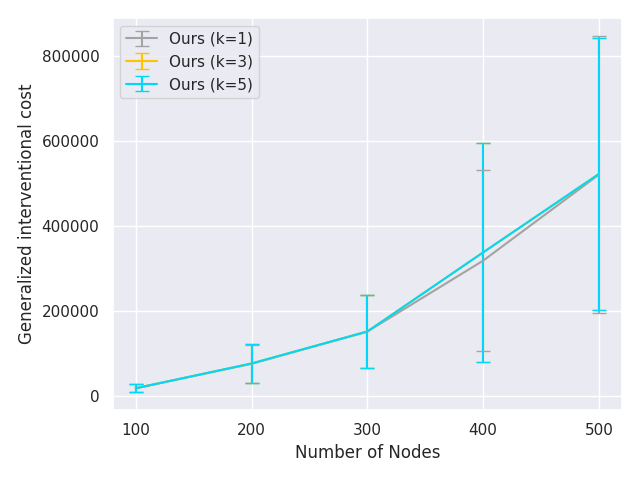 Ours (k=1)
Ours (k=3)
Ours (k=5)
Generalized interventional cost
800000
600000
400000
200000
0
100
200
300
400
500
Number of Nodes